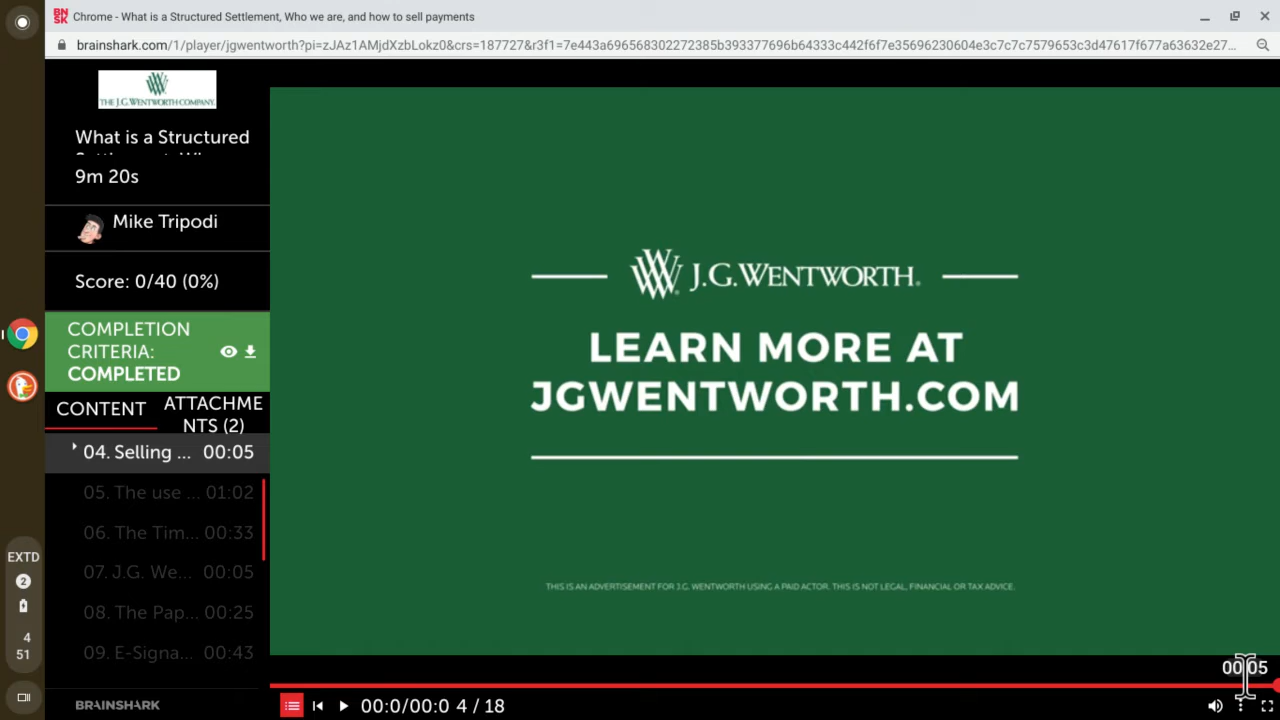 Chrome - What is a Structured Settlement, Who we are, and how to sell payments
brainshark.com/1/player/jgwentworth?pi=zJAz1AMjdXzbLokz0&crs=187727&r3f1=7e443a696568302272385b393377696b64333c442f6f7e35696230604e3c7c7c7579653c3d47617f677a63632e27...
THE J.G. WENTWORTH COMPANY.
What is a Structured
9m 20s
Mike Tripodi
Score: 0/40 (0%)
COMPLETION
CRITERIA:
COMPLETED
CONTENT
ATTACHME
NTS (2)
04. Selling ... 00:05
05. The use ... 01:02
06. The Tim... 00:33
07. J.G. We... 00:05
08. The Pap... 00:25
09. E-Signa... 00:43
BRAINSHARK
J.G. WENTWORTH.
LEARN MORE AT
JGWENTWORTH.COM
THIS IS AN ADVERTISEMENT FOR J.G. WENTWORTH USING A PAID ACTOR. THIS IS NOT LEGAL, FINANCIAL OR TAX ADVICE.
00:05
00:0/00:0 4 / 18
BN
SK
EXTD
2
4
51